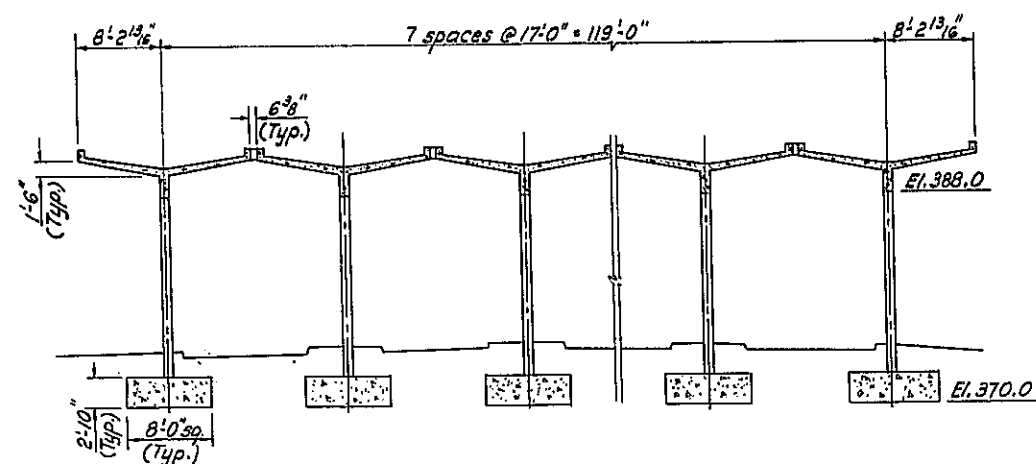 8'-2 13/16"
7 spaces @ 17'-0" = 119'-0"
8'-2 13/16"
6 3/8"
(Typ.)
1'-6"
(Typ.)
El. 388.0
2'-10"
(Typ.)
8'-0" sq.
(Typ.)
El. 370.0